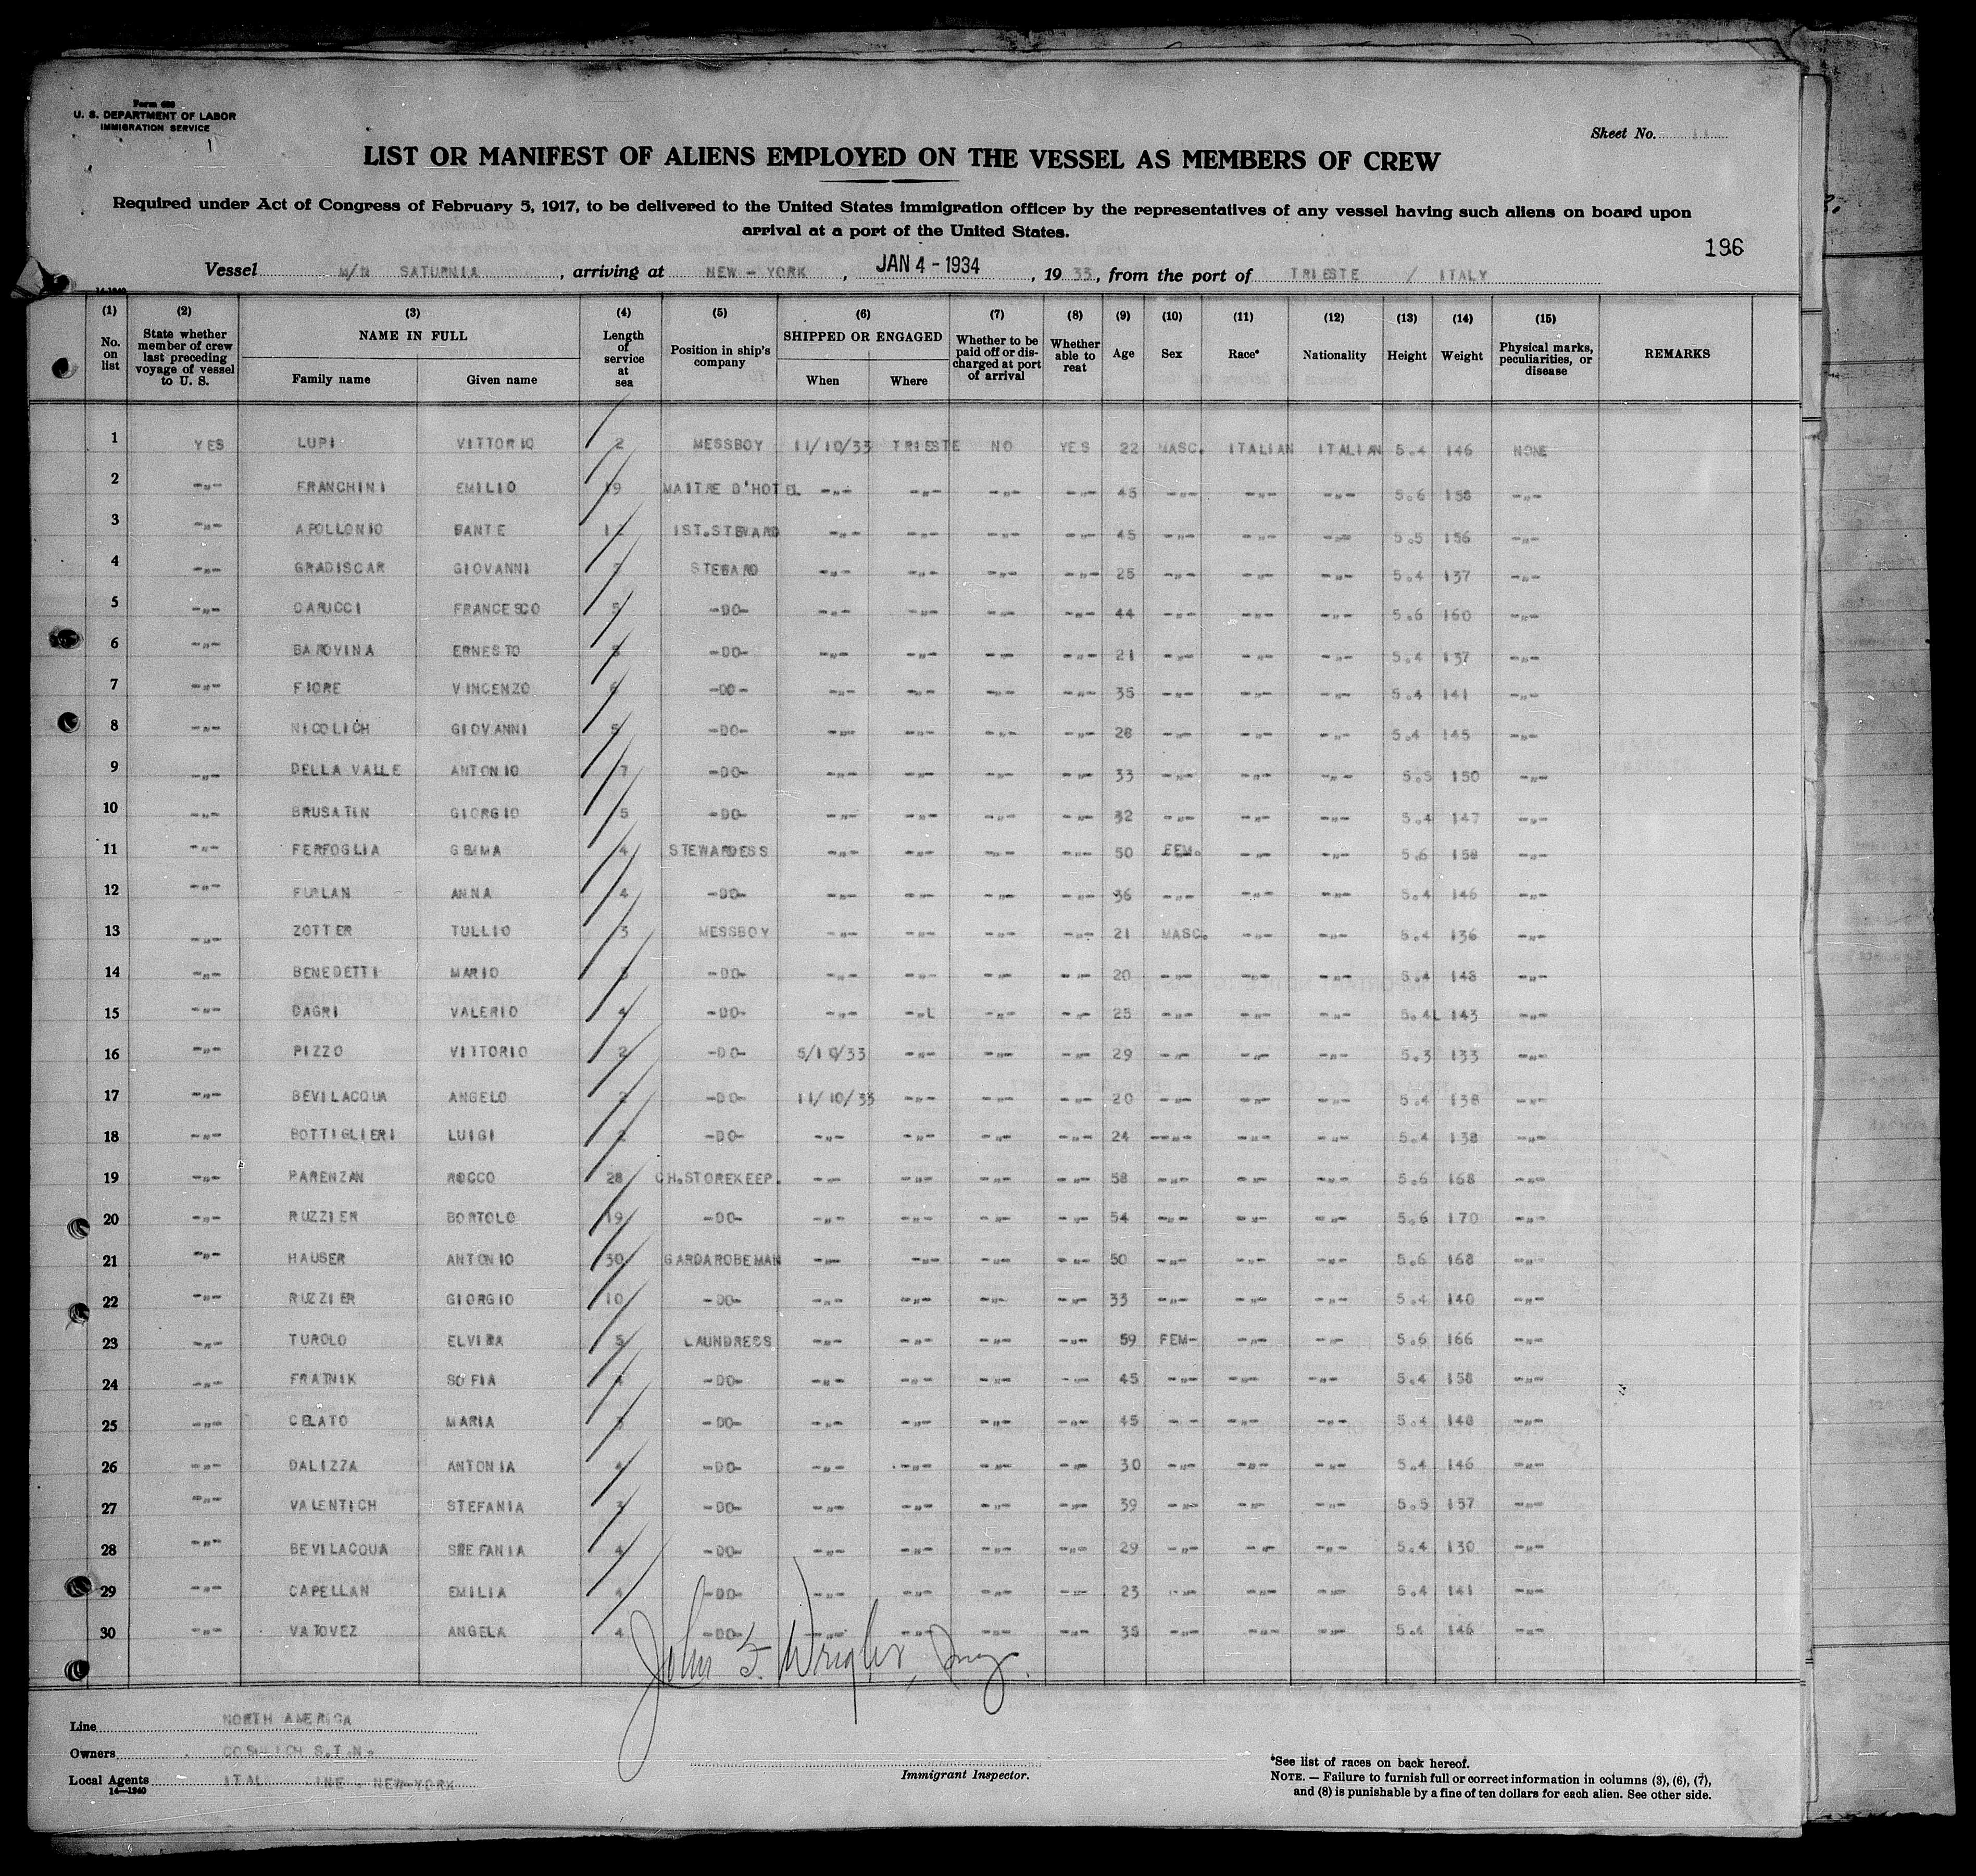 Form 680
U. S. DEPARTMENT OF LABOR
IMMIGRATION SERVICE
Sheet No. 11
LIST OR MANIFEST OF ALIENS EMPLOYED ON THE VESSEL AS MEMBERS OF CREW
Required under Act of Congress of February 5, 1917, to be delivered to the United States immigration officer by the representatives of any vessel having such aliens on board upon
arrival at a port of the United States.
196
Vessel M/N SATURNIA, arriving at NEW-YORK, JAN 4 - 1934, 1933, from the port of TRIESTE / ITALY
14-1940
(1) No. on list (2) State whether member of crew last preceding voyage of vessel to U. S. (3) NAME IN FULL Family name Given name (4) Length of service at sea (5) Position in ship's company (6) SHIPPED OR ENGAGED When Where (7) Whether to be paid off or discharged at port of arrival (8) Whether able to reat (9) Age (10) Sex (11) Race* (12) Nationality (13) Height (14) Weight (15) Physical marks, peculiarities, or disease REMARKS
1 YES LUPI VITTORIO 2 MESSBOY 11/10/33 TRIESTE NO YES 22 MASC. ITALIAN ITALIAN 5.4 146 NONE
2 -"- FRANCHINI EMILIO 19 MAITRE D'HOTEL -"- -"- -"- -"- 45 -"- -"- -"- 5.6 158 -"-
3 -"- APOLLONIO DANTE 12 1ST.STEWARD -"- -"- -"- -"- 45 -"- -"- -"- 5.5 156 -"-
4 -"- GRADISCAR GIOVANNI STEWARD -"- -"- -"- -"- 25 -"- -"- -"- 5.4 137 -"-
5 -"- CARUCCI FRANCESCO 5 -DO- -"- -"- -"- -"- 44 -"- -"- -"- 5.6 160 -"-
6 -"- BAROVINA ERNESTO -DO- -"- -"- -"- -"- 21 -"- -"- -"- 5.4 137 -"-
7 -"- FIORE VINCENZO 6 -DO- -"- -"- -"- -"- 35 -"- -"- -"- 5.4 141 -"-
8 -"- NICOLICH GIOVANNI 5 -DO- -"- -"- -"- -"- 28 -"- -"- -"- 5.4 145 -"-
9 -"- DELLA VALLE ANTONIO 7 -DO- -"- -"- -"- -"- 33 -"- -"- -"- 5.5 150 -"-
10 -"- BRUSATIN GIORGIO 5 -DO- -"- -"- -"- -"- 32 -"- -"- -"- 5.4 147 -"-
11 -"- FERFOGLIA GEMMA 4 STEWARDESS -"- -"- -"- -"- 50 FEM. -"- -"- 5.6 158 -"-
12 -"- FURLAN ANNA 4 -DO- -"- -"- -"- -"- 36 -"- -"- -"- 5.4 146 -"-
13 -"- ZOTTER TULLIO 3 MESSBOY -"- -"- -"- -"- 21 MASC. -"- -"- 5.4 136 -"-
14 -"- BENEDETTI MARIO -DO- -"- -"- -"- -"- 20 -"- -"- -"- 5.4 148 -"-
15 -"- DAGRI VALERIO 4 -DO- -"- -"L -"- -"- 25 -"- -"- -"- 5.4L 143 -"-
16 -"- PIZZO VITTORIO 2 -DO- 5/10/33 -"- -"- -"- 29 -"- -"- -"- 5.3 133 -"-
17 -"- BEVILACQUA ANGELO 2 -DO- 11/10/33 -"- -"- -"- 20 -"- -"- -"- 5.4 138 -"-
18 -"- BOTTIGLIERI LUIGI 2 -DO- -"- -"- -"- -"- 24 -"- -"- -"- 5.4 138 -"-
19 -"- PARENZAN ROCCO 28 CH.STOREKEEP. -"- -"- -"- -"- 58 -"- -"- -"- 5.6 168 -"-
20 -"- RUZZIER BORTOLO 19 -DO- -"- -"- -"- -"- 54 -"- -"- -"- 5.6 170 -"-
21 -"- HAUSER ANTONIO 30 GARDAROBEMAN -"- -"- -"- -"- 50 -"- -"- -"- 5.6 168 -"-
22 -"- RUZZIER GIORGIO 10 -DO- -"- -"- -"- -"- 33 -"- -"- -"- 5.4 140 -"-
23 -"- TUROLO ELVIRA 5 LAUNDRESS -"- -"- -"- -"- 59 FEM- -"- -"- 5.6 166 -"-
24 -"- FRATNIK SOFIA 4 -DO- -"- -"- -"- -"- 45 -"- -"- -"- 5.4 158 -"-
25 -"- CELATO MARIA 3 -DO- -"- -"- -"- -"- 45 -"- -"- -"- 5.4 148 -"-
26 -"- DALIZZA ANTONIA 4 -DO- -"- -"- -"- -"- 30 -"- -"- -"- 5.4 146 -"-
27 -"- VALENTICH STEFANIA 3 -DO- -"- -"- -"- -"- 39 -"- -"- -"- 5.5 157 -"-
28 -"- BEVILACQUA STEFANIA 4 -DO- -"- -"- -"- -"- 29 -"- -"- -"- 5.4 130 -"-
29 -"- CAPELLAN EMILIA 4 -DO- -"- -"- -"- -"- 23 -"- -"- -"- 5.4 141 -"-
30 -"- VATOVEZ ANGELA 4 -DO- -"- -"- -"- -"- 35 -"- -"- -"- 5.4 146 -"-
John F. Wrigler, Insp.
Line NORTH AMERICA
Owners COSULICH S.T.N.
Local Agents ITAL LINE - NEW-YORK
14-1940
Immigrant Inspector.
*See list of races on back hereof.
NOTE. — Failure to furnish full or correct information in columns (3), (6), (7),
and (8) is punishable by a fine of ten dollars for each alien. See other side.